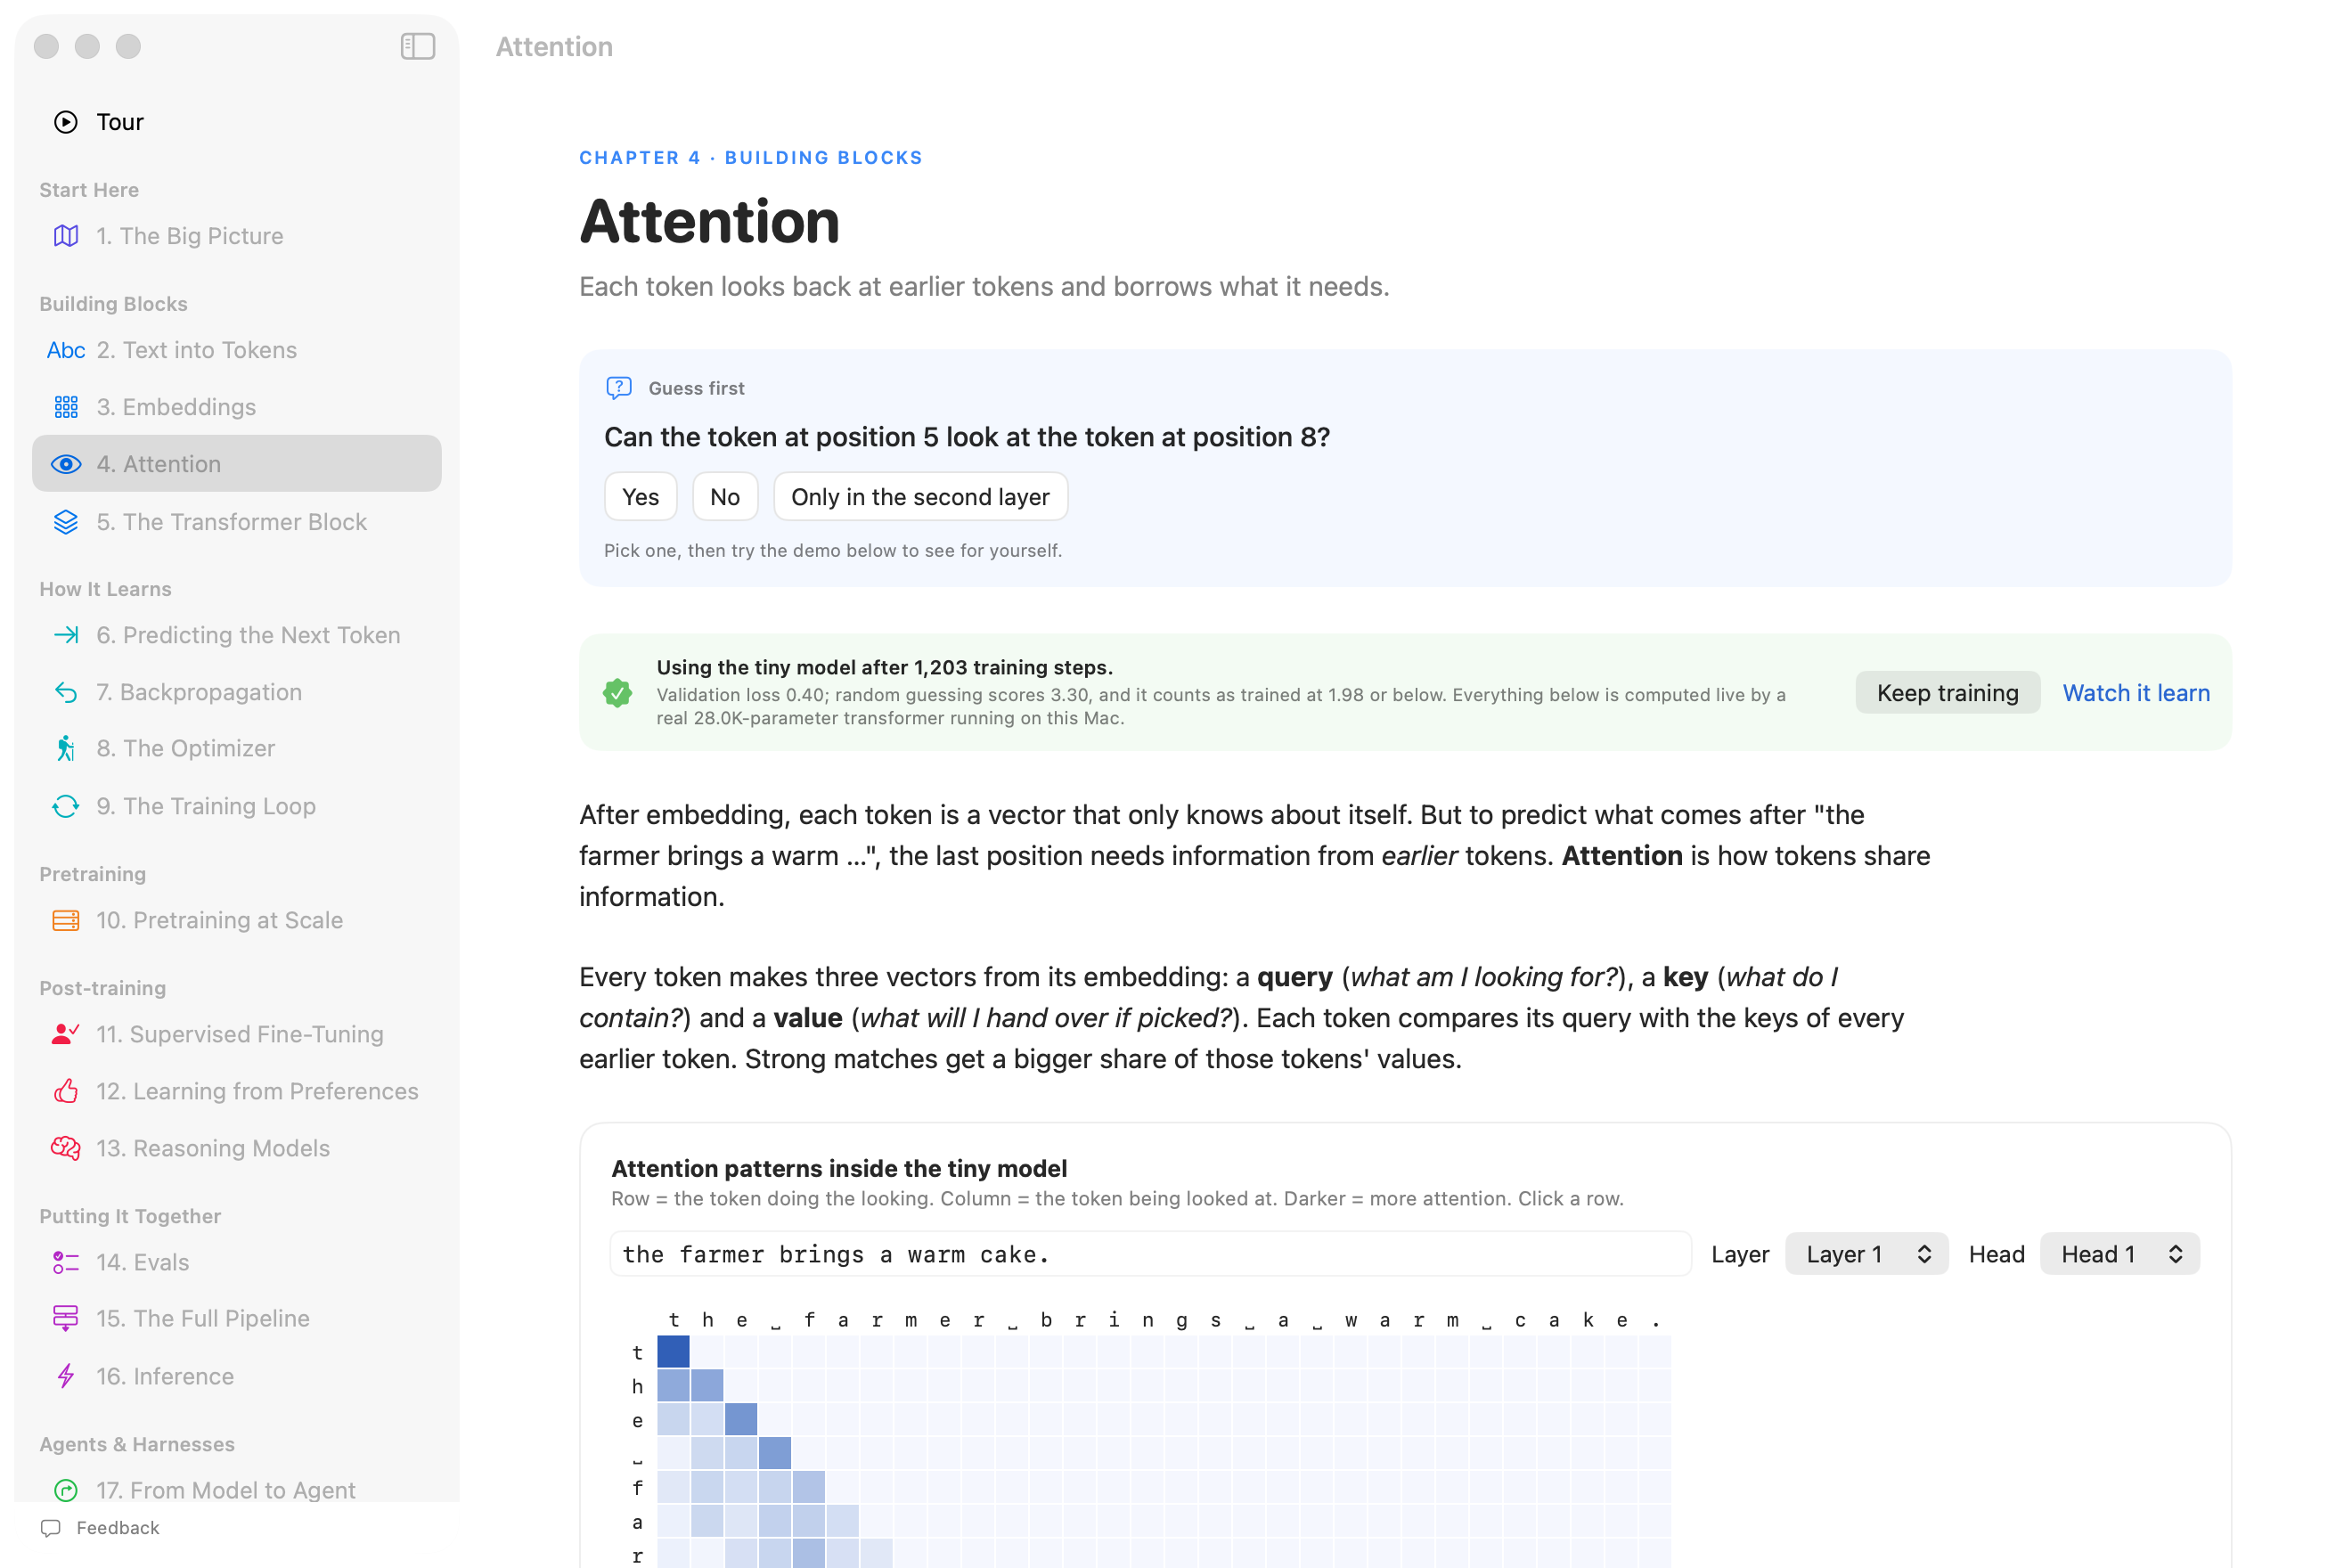 Attention
Tour
Start Here
1. The Big Picture
Building Blocks
Abc 2. Text into Tokens
3. Embeddings
4. Attention
5. The Transformer Block
How It Learns
6. Predicting the Next Token
7. Backpropagation
8. The Optimizer
9. The Training Loop
Pretraining
10. Pretraining at Scale
Post-training
11. Supervised Fine-Tuning
12. Learning from Preferences
13. Reasoning Models
Putting It Together
14. Evals
15. The Full Pipeline
16. Inference
Agents & Harnesses
17. From Model to Agent
Feedback
CHAPTER 4 · BUILDING BLOCKS
Attention
Each token looks back at earlier tokens and borrows what it needs.
Guess first
Can the token at position 5 look at the token at position 8?
Yes No Only in the second layer
Pick one, then try the demo below to see for yourself.
Using the tiny model after 1,203 training steps.
Validation loss 0.40; random guessing scores 3.30, and it counts as trained at 1.98 or below. Everything below is computed live by a
real 28.0K-parameter transformer running on this Mac.
Keep training Watch it learn
After embedding, each token is a vector that only knows about itself. But to predict what comes after "the
farmer brings a warm ...", the last position needs information from earlier tokens. Attention is how tokens share
information.
Every token makes three vectors from its embedding: a query (what am I looking for?), a key (what do I
contain?) and a value (what will I hand over if picked?). Each token compares its query with the keys of every
earlier token. Strong matches get a bigger share of those tokens' values.
Attention patterns inside the tiny model
Row = the token doing the looking. Column = the token being looked at. Darker = more attention. Click a row.
the farmer brings a warm cake. Layer Layer 1 Head Head 1
t h e ␣ f a r m e r ␣ b r i n g s ␣ a ␣ w a r m ␣ c a k e .
t
h
e
␣
f
a
r